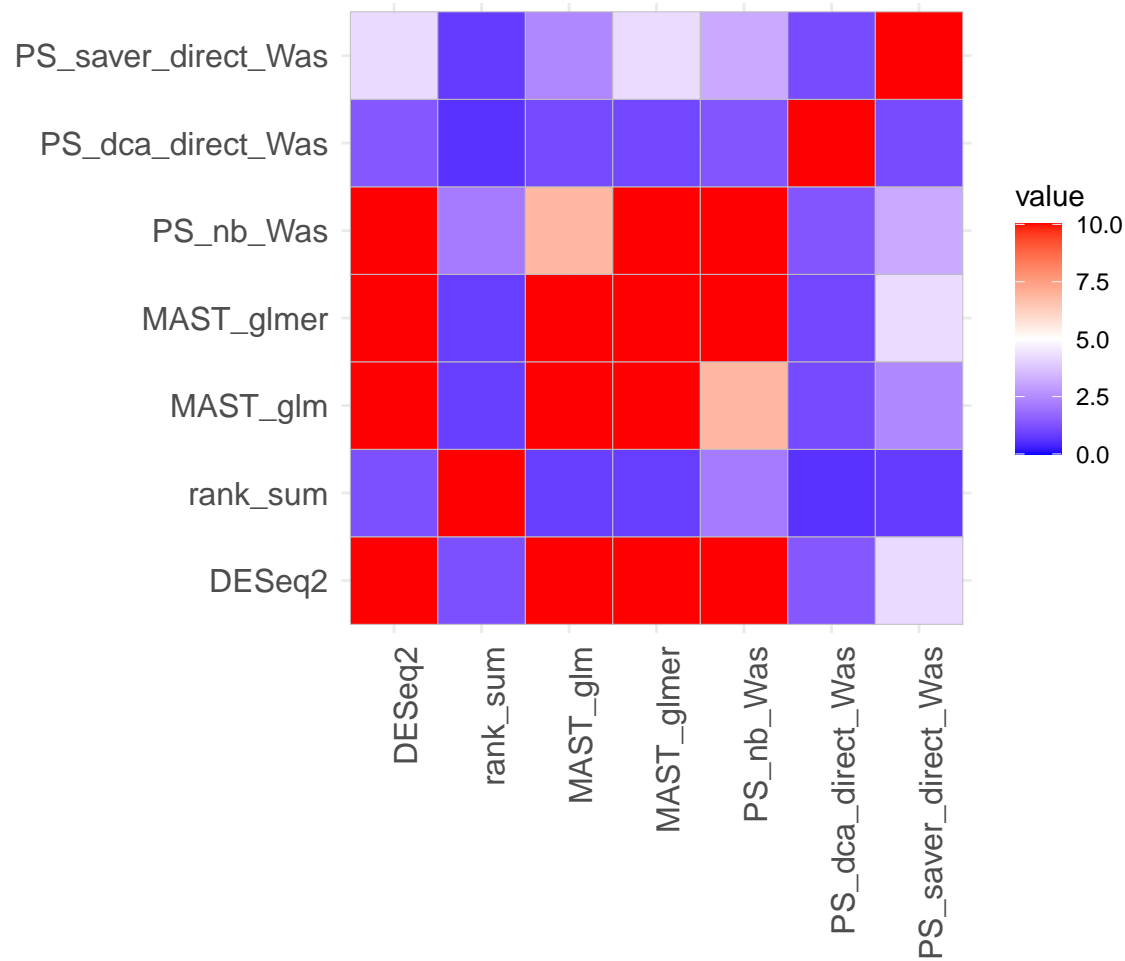 PS_saver_direct_Was
PS_dca_direct_Was
PS_nb_Was
MAST_glmer
MAST_glm
rank_sum
DESeq2
DESeq2
rank_sum
MAST_glm
MAST_glmer
PS_nb_Was
PS_dca_direct_Was
PS_saver_direct_Was
value
10.0
7.5
5.0
2.5
0.0